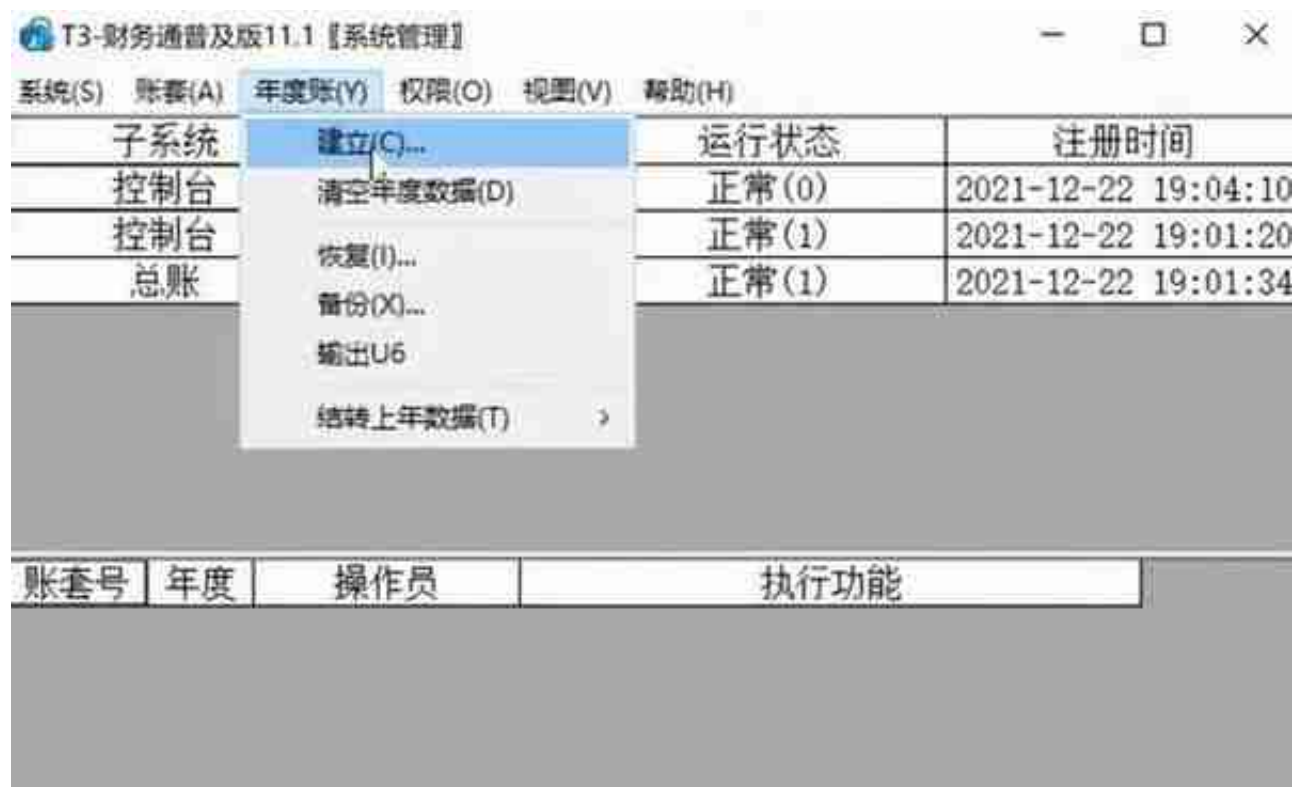 T3-财务通普及版11.1〖系统管理〗
系统(S) 账套(A) 年度账(Y) 权限(O) 视图(V) 帮助(H)
子系统 运行状态 注册时间
控制台 正常(0) 2021-12-22 19:04:10
控制台 正常(1) 2021-12-22 19:01:20
总账 正常(1) 2021-12-22 19:01:34
建立(C)...
清空年度数据(D)
恢复(I)...
备份(X)...
输出U6
结转上年数据(T)
账套号 年度 操作员 执行功能